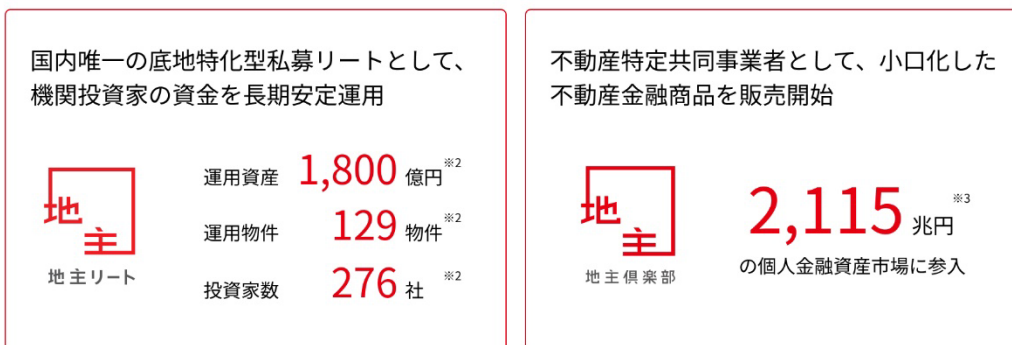 国内唯一の底地特化型私募リートとして、
機関投資家の資金を長期安定運用
地主
地主リート
運用資産 1,800 億円※2
運用物件 129 物件※2
投資家数 276 社※2
不動産特定共同事業者として、小口化した
不動産金融商品を販売開始
地主
地主倶楽部
2,115 兆円※3
の個人金融資産市場に参入